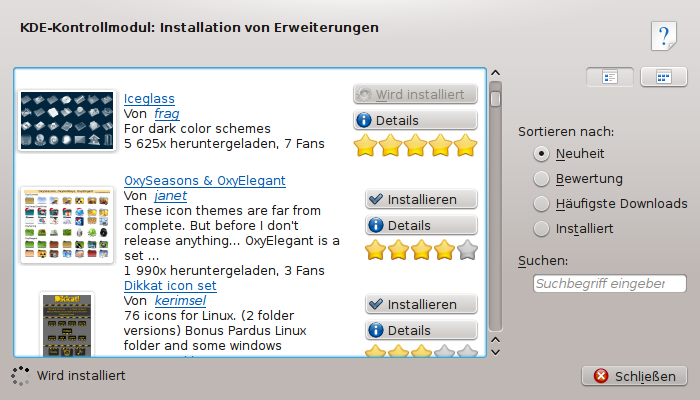 KDE-Kontrollmodul: Installation von Erweiterungen
?
Iceglass
Von frag
For dark color schemes
5 625x heruntergeladen, 7 Fans
Wird installiert
Details
OxySeasons & OxyElegant
Von janet
These icon themes are far from
complete. But before I don't
release anything... OxyElegant is a
set ...
1 990x heruntergeladen, 3 Fans
Installieren
Details
Dikkat!
Dikkat icon set
Von kerimsel
76 icons for Linux. (2 folder
versions) Bonus Pardus Linux
folder and some windows
Installieren
Details
Sortieren nach:
Neuheit
Bewertung
Häufigste Downloads
Installiert
Suchen:
Suchbegriff eingeber
Wird installiert
Schließen